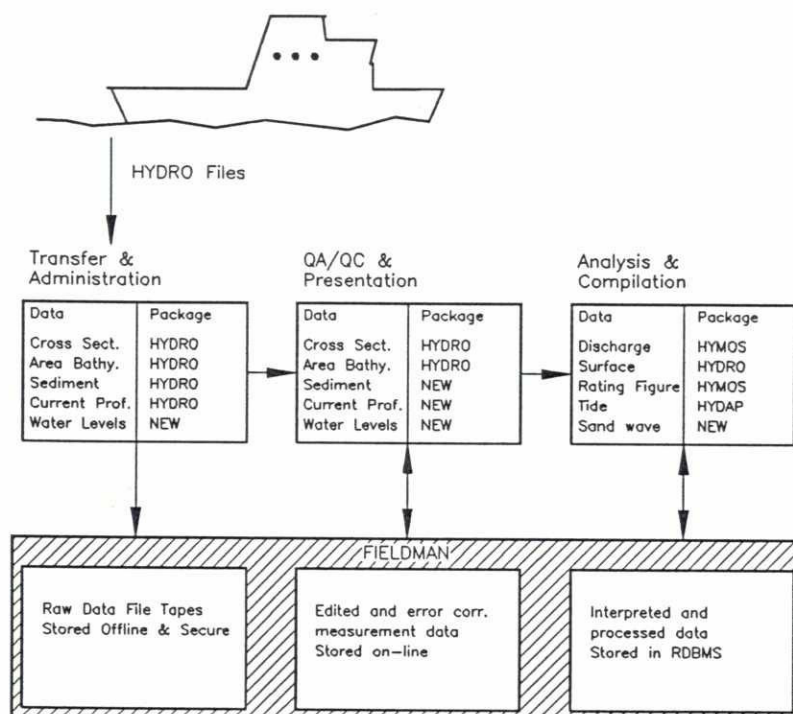 HYDRO Files
Transfer &
Administration
Data Package
Cross Sect. HYDRO
Area Bathy. HYDRO
Sediment HYDRO
Current Prof. HYDRO
Water Levels NEW
QA/QC &
Presentation
Data Package
Cross Sect. HYDRO
Area Bathy. HYDRO
Sediment NEW
Current Prof. NEW
Water Levels NEW
Analysis &
Compilation
Data Package
Discharge HYMOS
Surface HYDRO
Rating Figure HYMOS
Tide HYDAP
Sand wave NEW
FIELDMAN
Raw Data File Tapes
Stored Offline & Secure
Edited and error corr.
measurement data
Stored on-line
Interpreted and
processed data
Stored in RDBMS